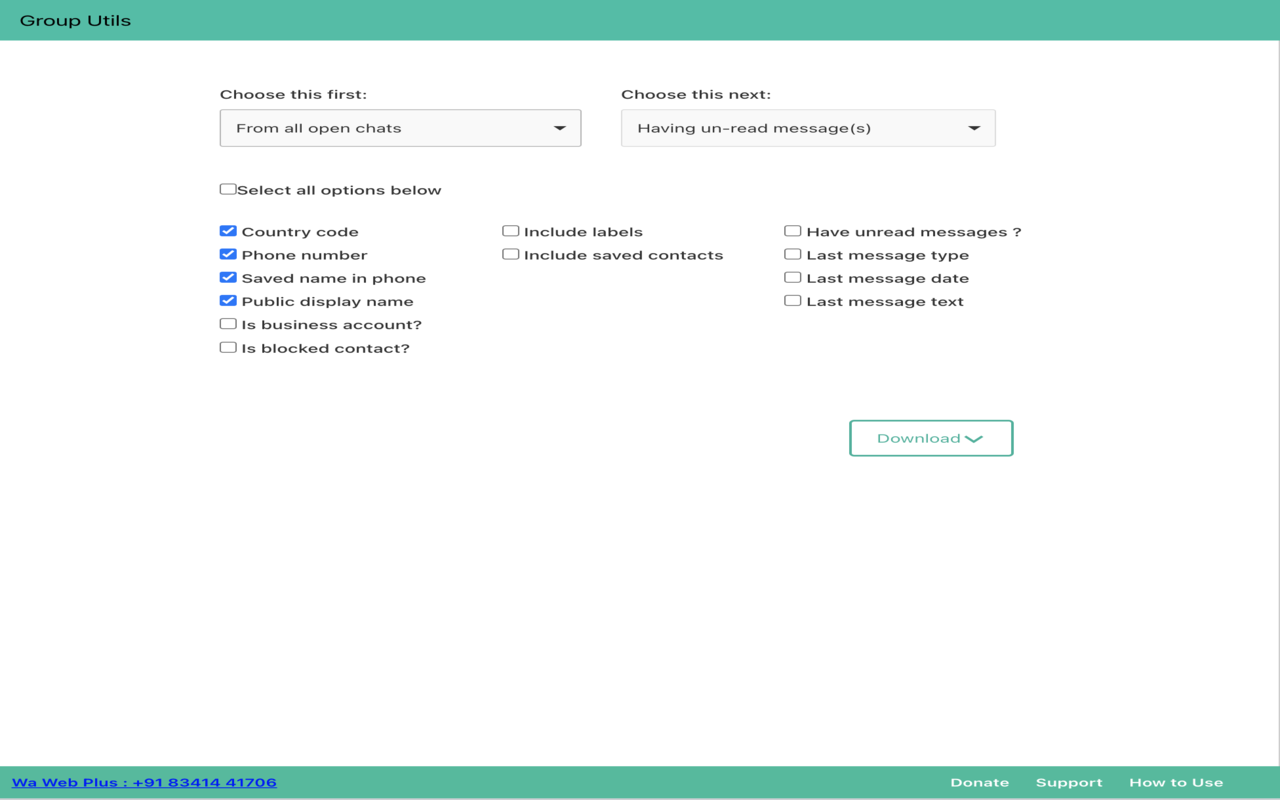 Group Utils
Choose this first:
From all open chats
Choose this next:
Having un-read message(s)
Select all options below
Country code
Phone number
Saved name in phone
Public display name
Is business account?
Is blocked contact?
Include labels
Include saved contacts
Have unread messages ?
Last message type
Last message date
Last message text
Download
Wa Web Plus : +91 83414 41706
Donate
Support
How to Use